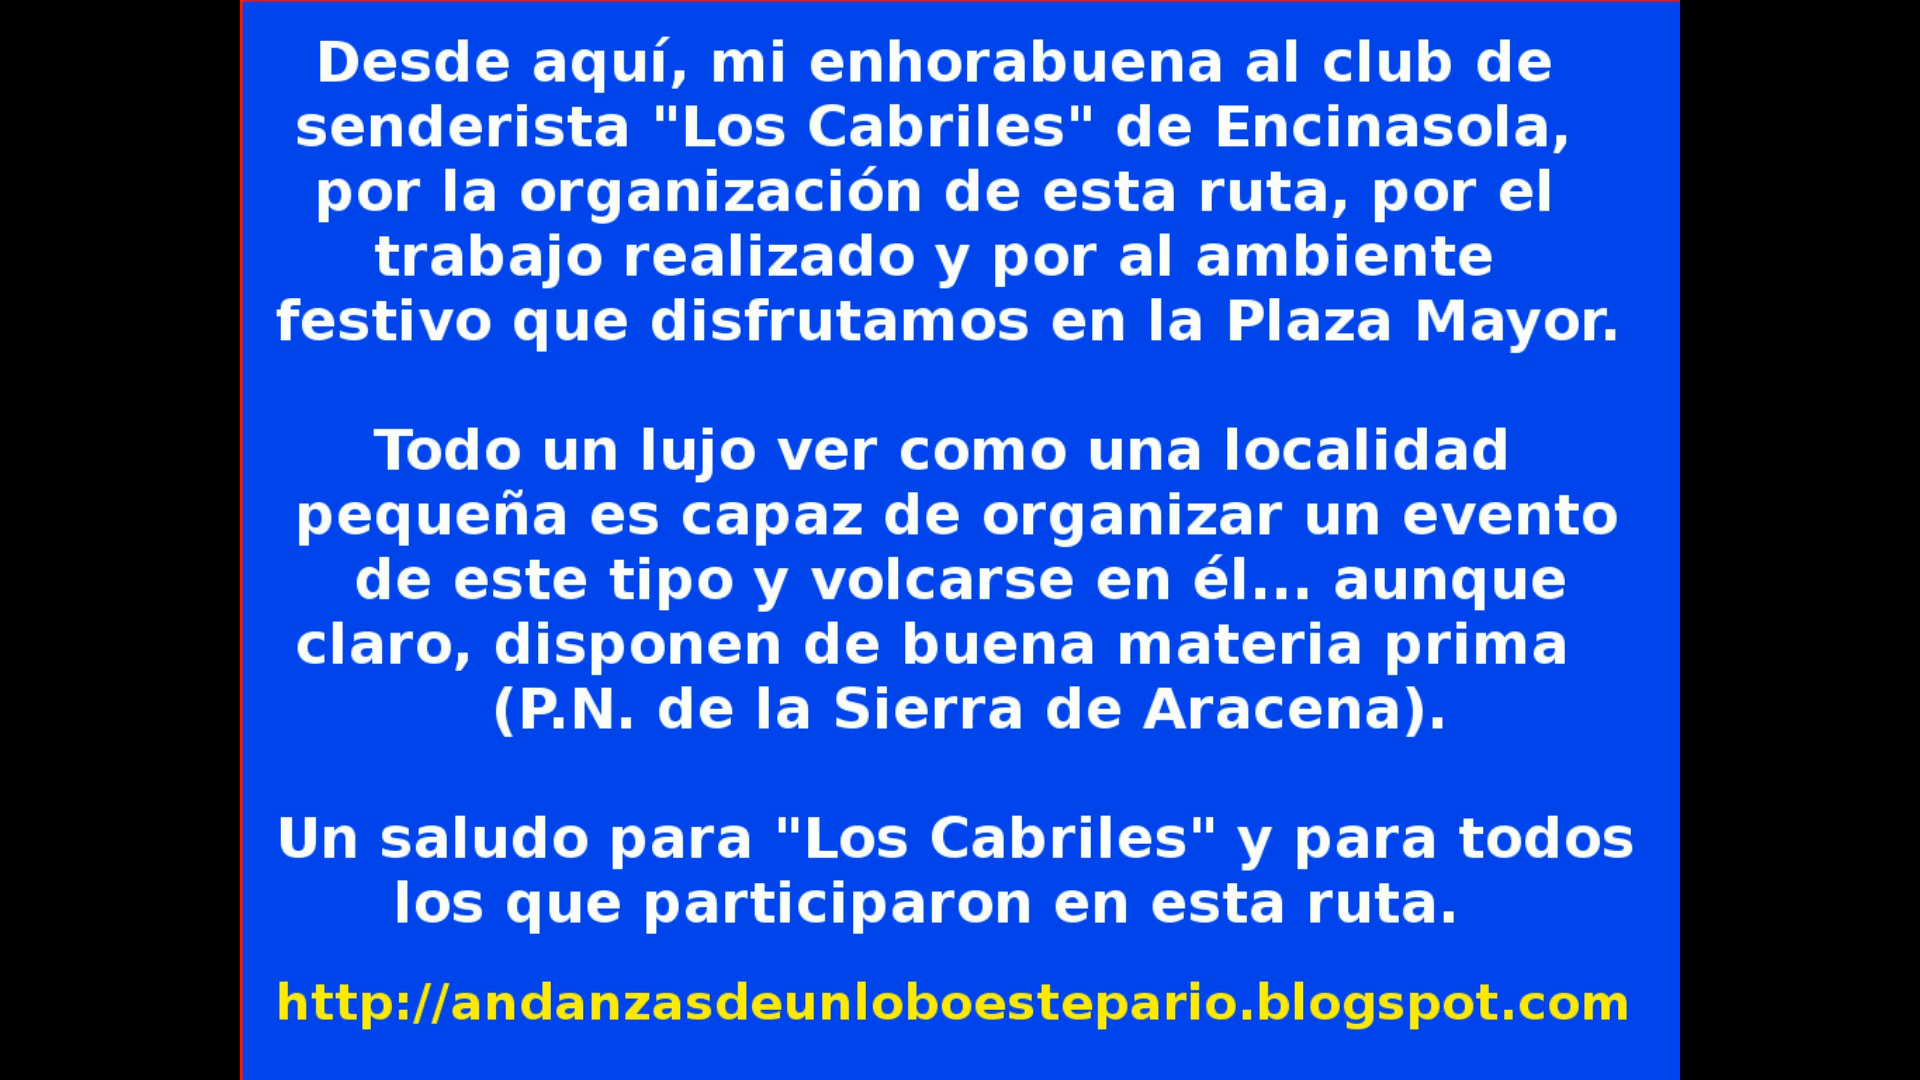 Desde aquí, mi enhorabuena al club de
senderista "Los Cabriles" de Encinasola,
por la organización de esta ruta, por el
trabajo realizado y por al ambiente
festivo que disfrutamos en la Plaza Mayor.
Todo un lujo ver como una localidad
pequeña es capaz de organizar un evento
de este tipo y volcarse en él... aunque
claro, disponen de buena materia prima
(P.N. de la Sierra de Aracena).
Un saludo para "Los Cabriles" y para todos
los que participaron en esta ruta.
http://andanzasdeunloboestepario.blogspot.com